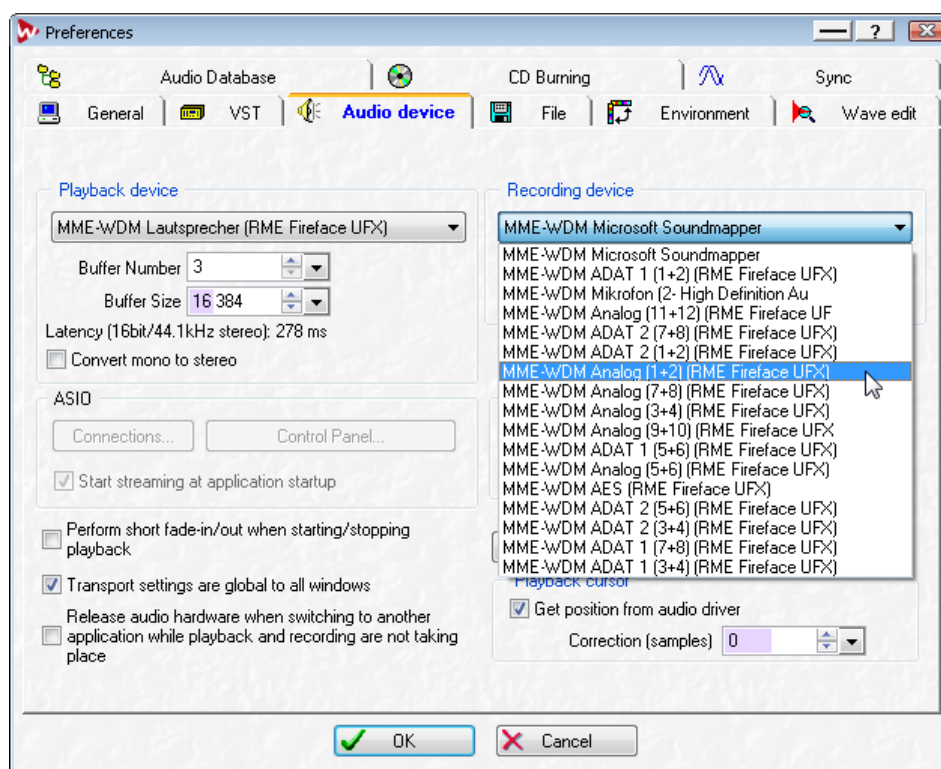 Preferences
Audio Database
CD Burning
Sync
General
VST
Audio device
File
Environment
Wave edit
Playback device
MME-WDM Lautsprecher (RME Fireface UFX)
Buffer Number 3
Buffer Size 16 384
Latency (16bit/44.1kHz stereo): 278 ms
Convert mono to stereo
ASIO
Connections...
Control Panel...
Start streaming at application startup
Perform short fade-in/out when starting/stopping
playback
Transport settings are global to all windows
Release audio hardware when switching to another
application while playback and recording are not taking
place
Recording device
MME-WDM Microsoft Soundmapper
MME-WDM Microsoft Soundmapper
MME-WDM ADAT 1 (1+2) (RME Fireface UFX)
MME-WDM Mikrofon (2- High Definition Au
MME-WDM Analog (11+12) (RME Fireface UF
MME-WDM ADAT 2 (7+8) (RME Fireface UFX)
MME-WDM ADAT 2 (1+2) (RME Fireface UFX)
MME-WDM Analog (1+2) (RME Fireface UFX)
MME-WDM Analog (7+8) (RME Fireface UFX)
MME-WDM Analog (3+4) (RME Fireface UFX)
MME-WDM Analog (9+10) (RME Fireface UFX
MME-WDM ADAT 1 (5+6) (RME Fireface UFX)
MME-WDM Analog (5+6) (RME Fireface UFX)
MME-WDM AES (RME Fireface UFX)
MME-WDM ADAT 2 (5+6) (RME Fireface UFX)
MME-WDM ADAT 2 (3+4) (RME Fireface UFX)
MME-WDM ADAT 1 (7+8) (RME Fireface UFX)
MME-WDM ADAT 1 (3+4) (RME Fireface UFX)
Playback cursor
Get position from audio driver
Correction (samples) 0
OK
Cancel